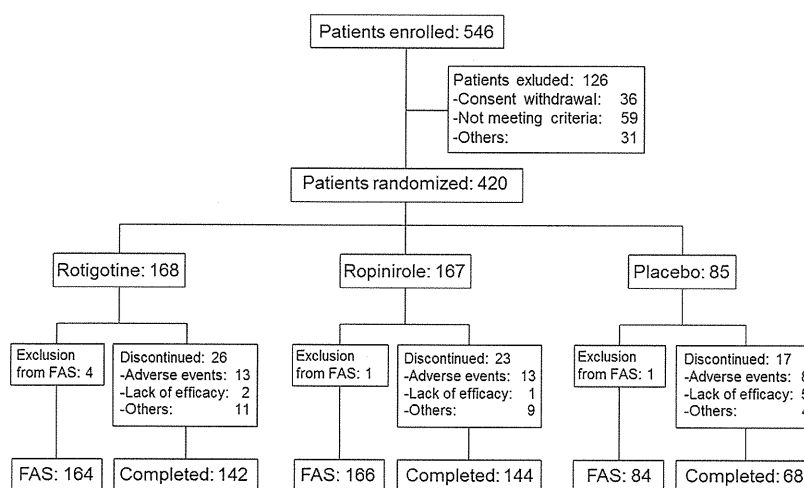 Patients enrolled: 546
Patients exluded: 126
-Consent withdrawal: 36
-Not meeting criteria: 59
-Others: 31
Patients randomized: 420
Rotigotine: 168
Ropinirole: 167
Placebo: 85
Exclusion
from FAS: 4
Discontinued: 26
-Adverse events: 13
-Lack of efficacy: 2
-Others: 11
Exclusion
from FAS: 1
Discontinued: 23
-Adverse events: 13
-Lack of efficacy: 1
-Others: 9
Exclusion
from FAS: 1
Discontinued: 17
-Adverse events:
-Lack of efficacy:
-Others:
FAS: 164
Completed: 142
FAS: 166
Completed: 144
FAS: 84
Completed: 68